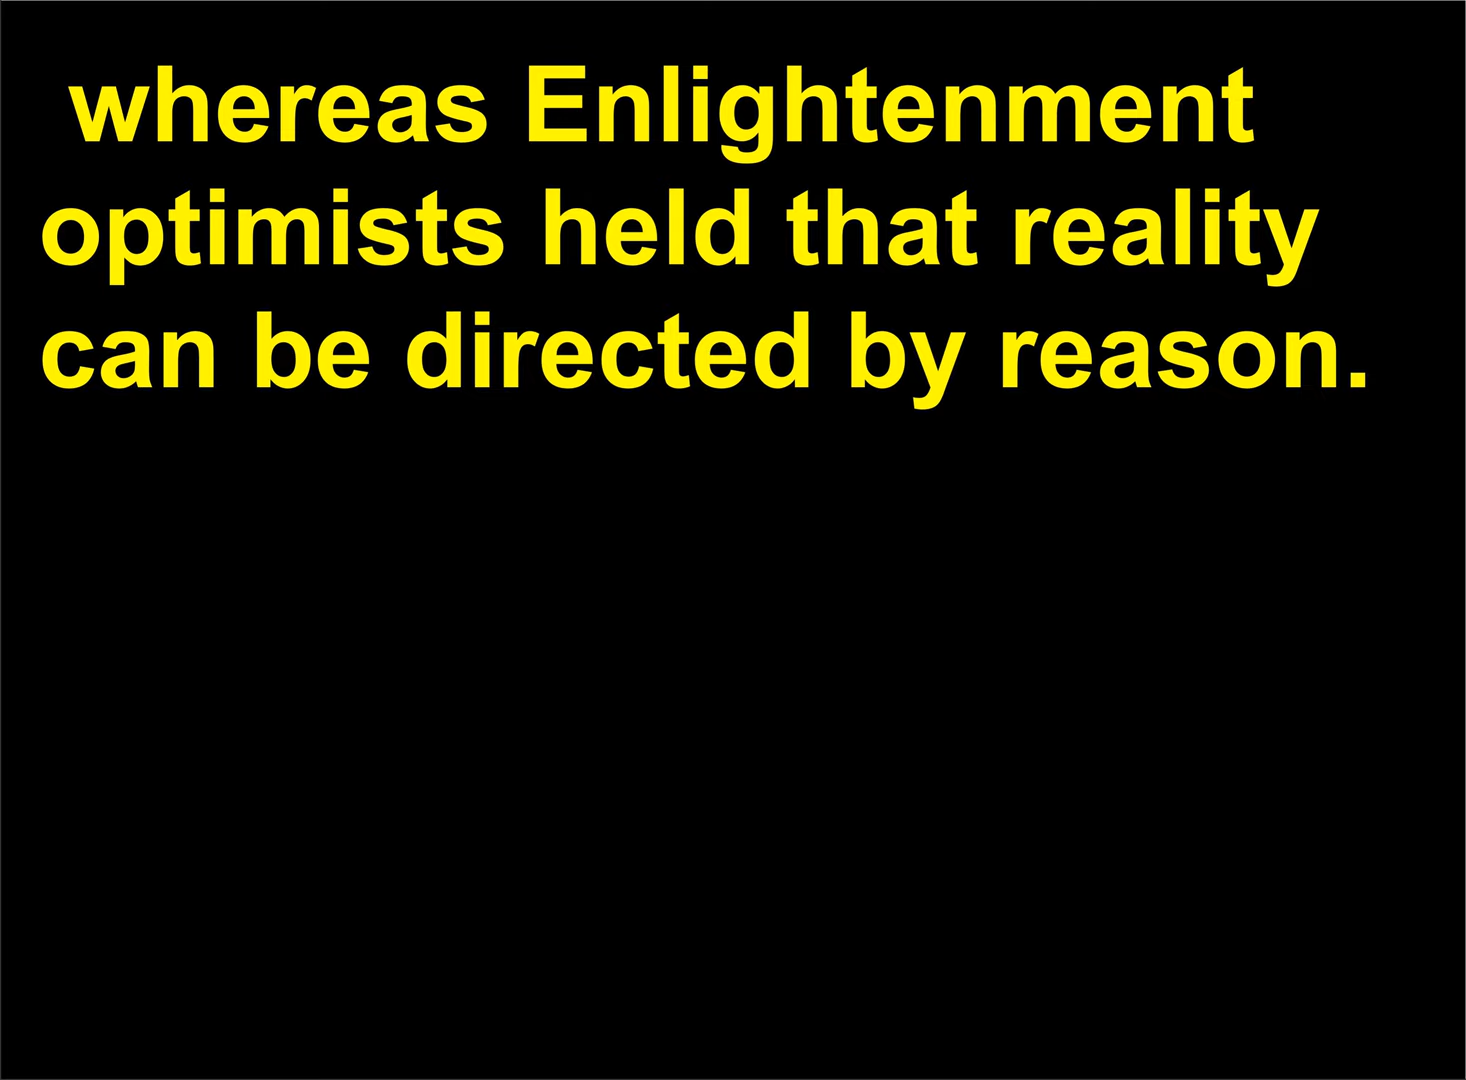 whereas Enlightenment
optimists held that reality
can be directed by reason.